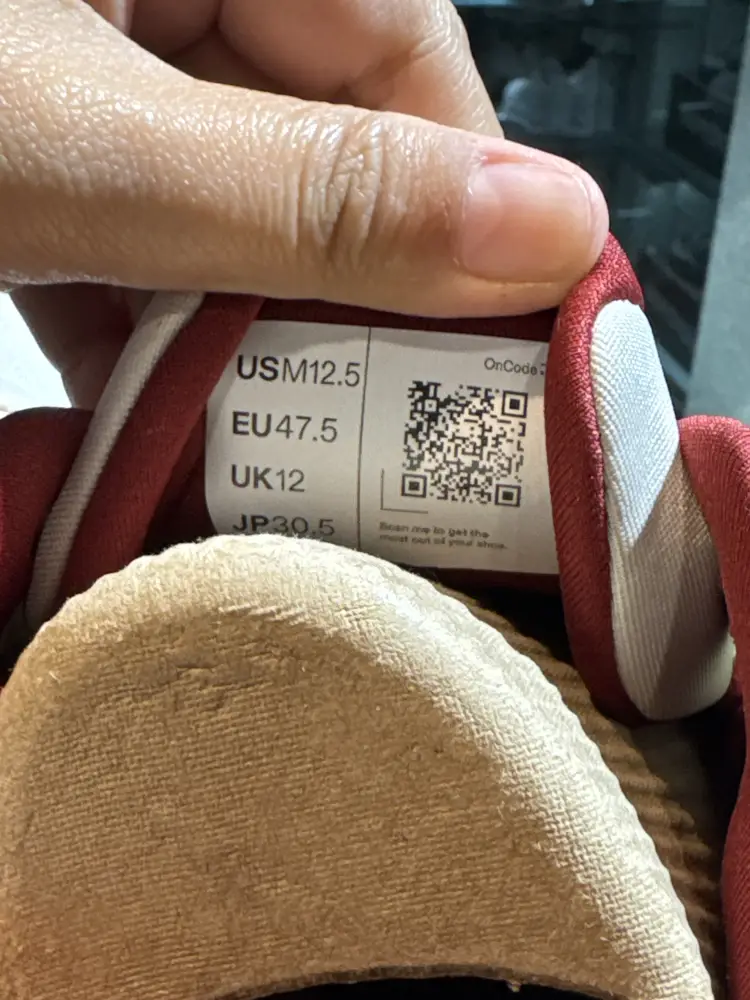 USM12.5
EU47.5
UK12
JP30.5
OnCode
Scan me to get the
most out of your shoe.